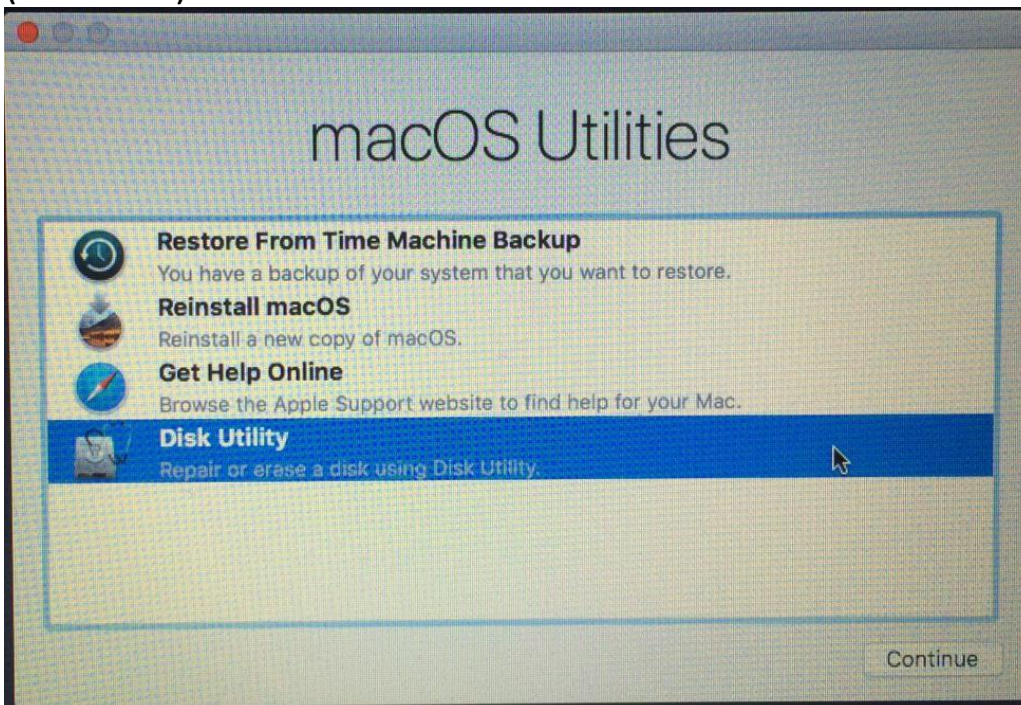 macOS Utilities
Restore From Time Machine Backup
You have a backup of your system that you want to restore.
Reinstall macOS
Reinstall a new copy of macOS.
Get Help Online
Browse the Apple Support website to find help for your Mac.
Disk Utility
Repair or erase a disk using Disk Utility.
Continue